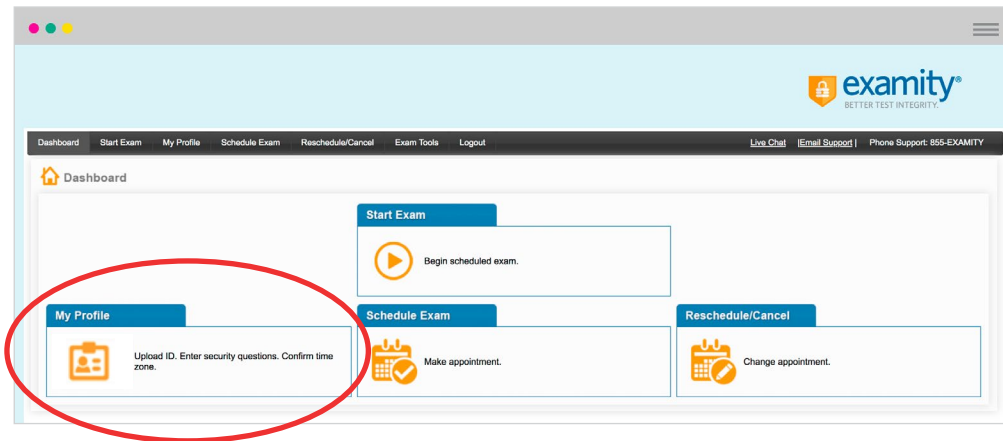 examity®
BETTER TEST INTEGRITY.
Dashboard Start Exam My Profile Schedule Exam Reschedule/Cancel Exam Tools Logout Live Chat |Email Support | Phone Support: 855-EXAMITY
Dashboard
Start Exam
Begin scheduled exam.
My Profile
Upload ID. Enter security questions. Confirm time
zone.
Schedule Exam
Make appointment.
Reschedule/Cancel
Change appointment.